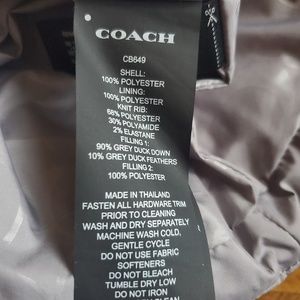 COACH
CB649
SHELL:
100% POLYESTER
LINING:
100% POLYESTER
KNIT RIB:
68% POLYESTER
30% POLYAMIDE
2% ELASTANE
FILLING 1:
90% GREY DUCK DOWN
10% GREY DUCK FEATHERS
FILLING 2:
100% POLYESTER
MADE IN THAILAND
FASTEN ALL HARDWARE TRIM
PRIOR TO CLEANING
WASH AND DRY SEPARATELY
MACHINE WASH COLD,
GENTLE CYCLE
DO NOT USE FABRIC
SOFTENERS
DO NOT BLEACH
TUMBLE DRY LOW
DO NOT IRON
CLEAN